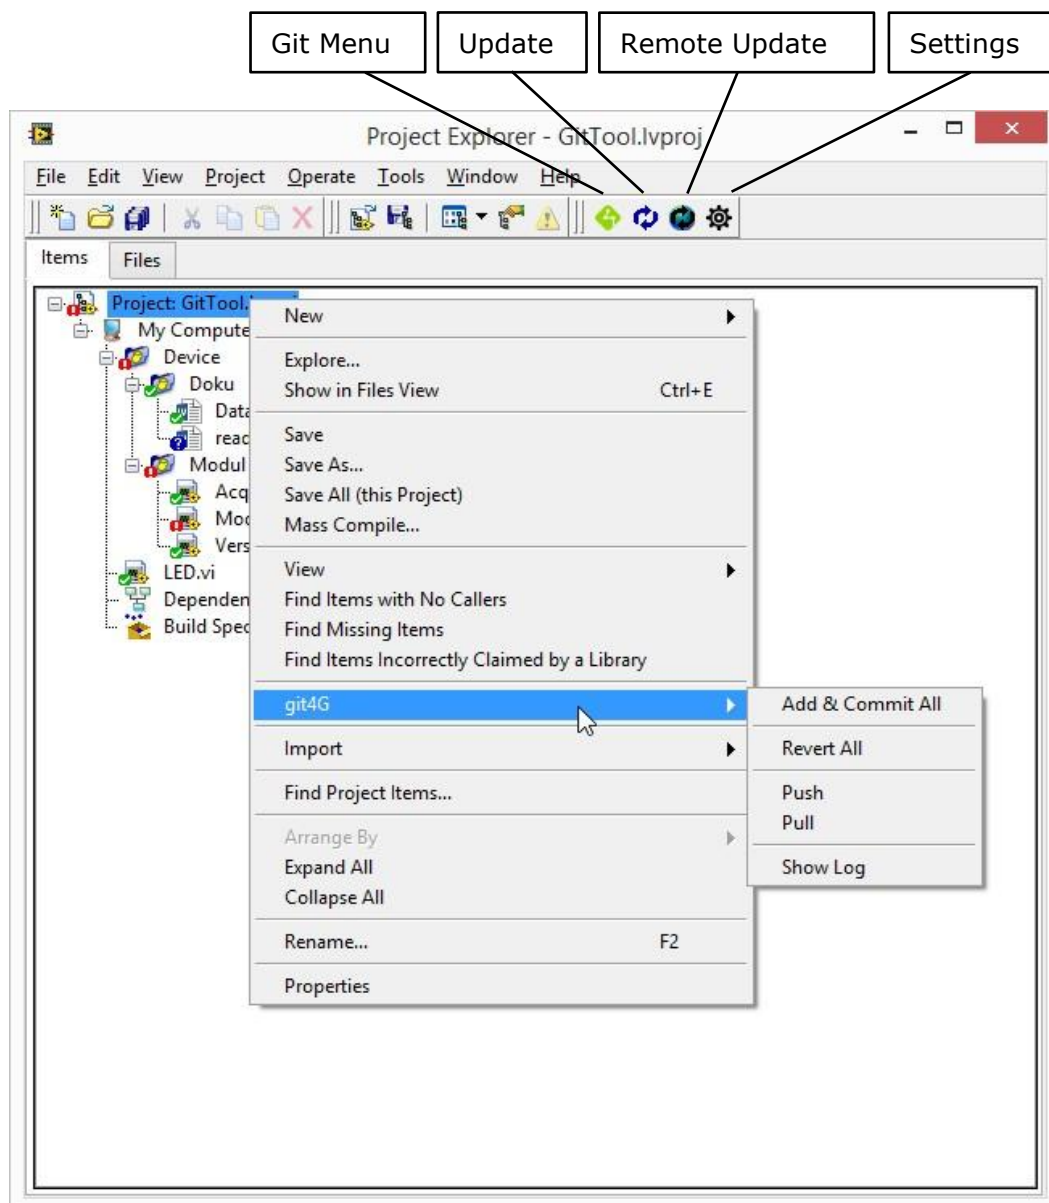 Git Menu
Update
Remote Update
Settings
Project Explorer - GitTool.lvproj
File Edit View Project Operate Tools Window Help
Items Files
Project: GitTool.
My Compute
Device
Doku
Data
read
Modul
Acq
Mod
Vers
LED.vi
Dependen
Build Spec
New
Explore...
Show in Files View Ctrl+E
Save
Save As...
Save All (this Project)
Mass Compile...
View
Find Items with No Callers
Find Missing Items
Find Items Incorrectly Claimed by a Library
git4G
Import
Find Project Items...
Arrange By
Expand All
Collapse All
Rename... F2
Properties
Add & Commit All
Revert All
Push
Pull
Show Log